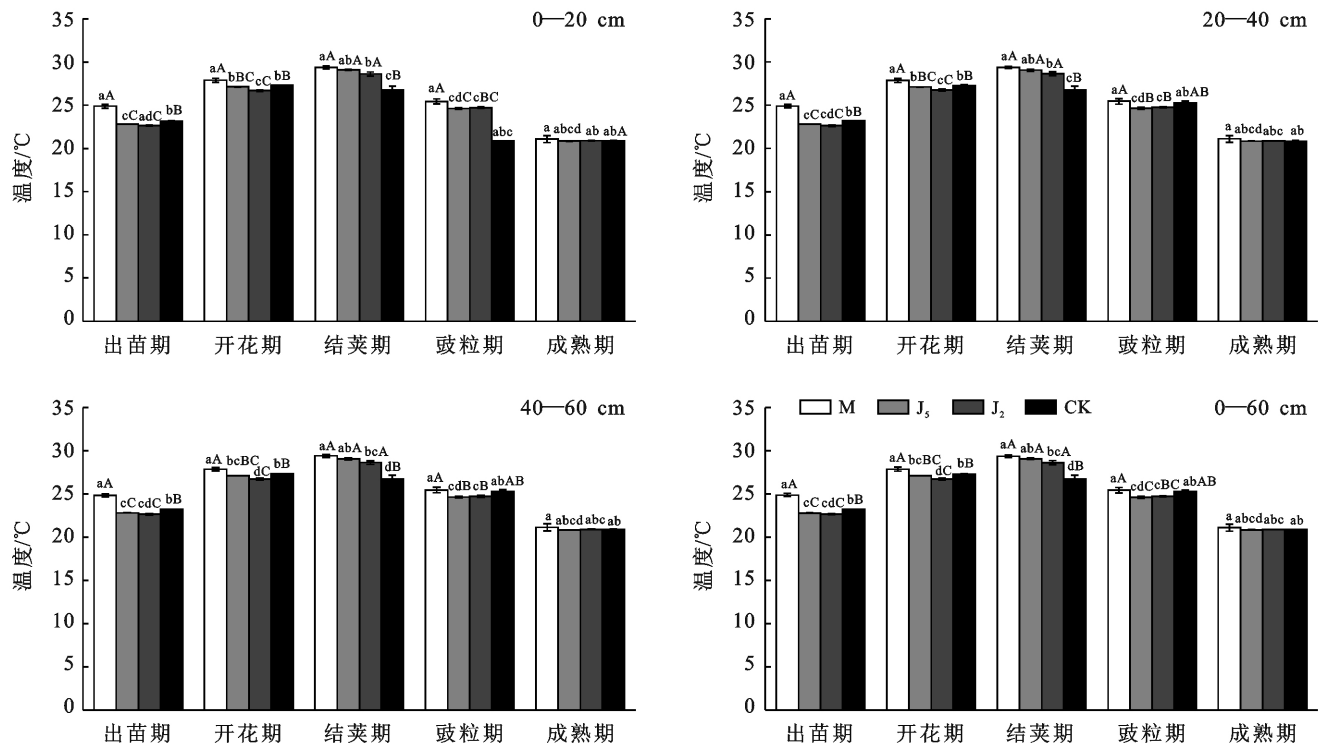 0—20 cm
温度/℃
35
30
25
20
15
10
5
0
aA cC adC bB
aA bBC cC bB
aA abA bA cB
aA cdC cBC abc
a abcd ab abA
出苗期 开花期 结荚期 豉粒期 成熟期
20—40 cm
温度/℃
35
30
25
20
15
10
5
0
aA cC cdC bB
aA bBC cC bB
aA abA bA cB
aA cdB cB abAB
a abcd abc ab
出苗期 开花期 结荚期 豉粒期 成熟期
40—60 cm
温度/℃
35
30
25
20
15
10
5
0
aA cC cdC bB
aA bcBC dC bB
aA abA bcA dB
aA cdB cB abAB
a abcd abc ab
出苗期 开花期 结荚期 豉粒期 成熟期
M J₅ J₂ CK
0—60 cm
温度/℃
35
30
25
20
15
10
5
0
aA cC cdC bB
aA bcBC dC bB
aA abA bcA dB
aA cdC cBC abAB
a abcd abc ab
出苗期 开花期 结荚期 豉粒期 成熟期